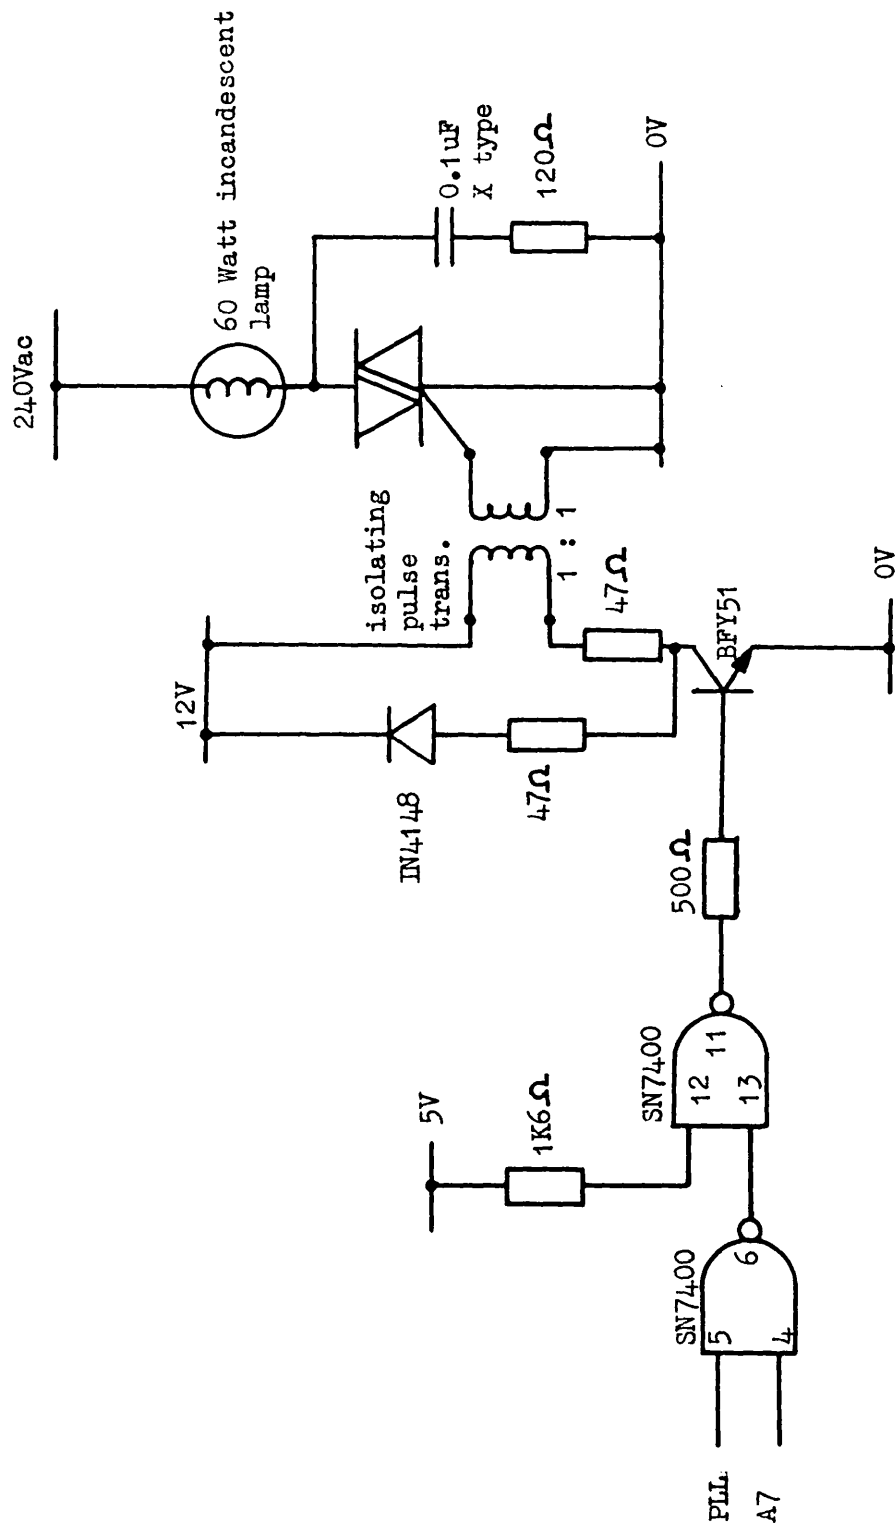 240Vac
60 Watt incandescent
lamp
0.1uF
X type
120Ω
0V
12V
isolating
pulse
trans.
1 : 1
IN4148
47Ω
47Ω
BFY51
0V
500Ω
5V
1K6Ω
SN7400
12
11
13
SN7400
5
6
4
PLL
A7